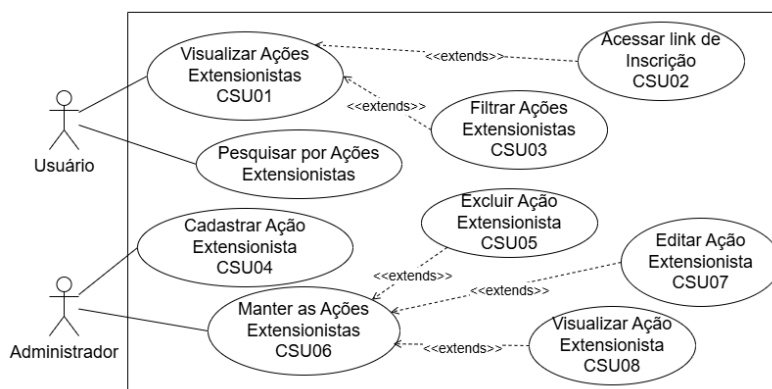 Visualizar Ações
Extensionistas
CSU01
<<extends>>
Acessar link de
Inscrição
CSU02
<<extends>>
Filtrar Ações
Extensionistas
CSU03
Usuário
Pesquisar por Ações
Extensionistas
Cadastrar Ação
Extensionista
CSU04
Excluir Ação
Extensionista
CSU05
<<extends>>
Editar Ação
Extensionista
CSU07
<<extends>>
Administrador
Manter as Ações
Extensionistas
CSU06
<<extends>>
Visualizar Ação
Extensionista
CSU08